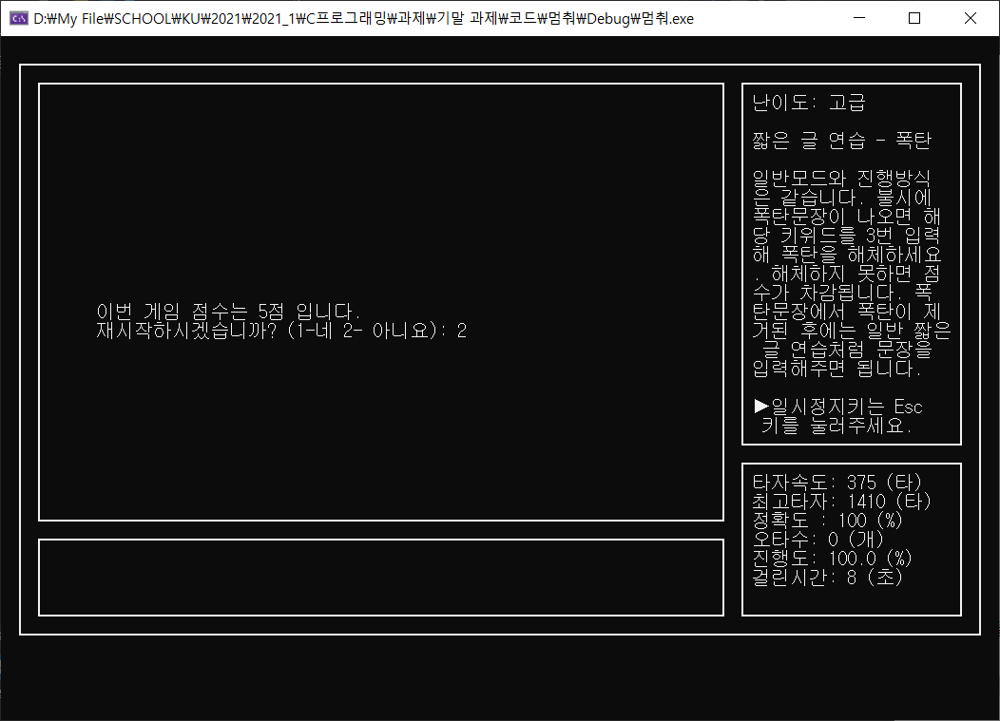 D:₩My File₩SCHOOL₩KU₩2021₩2021_1₩C프로그래밍₩과제₩기말 과제₩코드₩멈춰₩Debug₩멈춰.exe
이번 게임 점수는 5점 입니다.
재시작하시겠습니까? (1-네 2- 아니요): 2
난이도: 고급
짧은 글 연습 - 폭탄
일반모드와 진행방식
은 같습니다. 불시에
폭탄문장이 나오면 해
당 키워드를 3번 입력
해 폭탄을 해체하세요
. 해체하지 못하면 점
수가 차감됩니다. 폭
탄문장에서 폭탄이 제
거된 후에는 일반 짧은
글 연습처럼 문장을
입력해주면 됩니다.
▶일시정지키는 Esc
키를 눌러주세요.
타자속도: 375 (타)
최고타자: 1410 (타)
정확도 : 100 (%)
오타수: 0 (개)
진행도: 100.0 (%)
걸린시간: 8 (초)